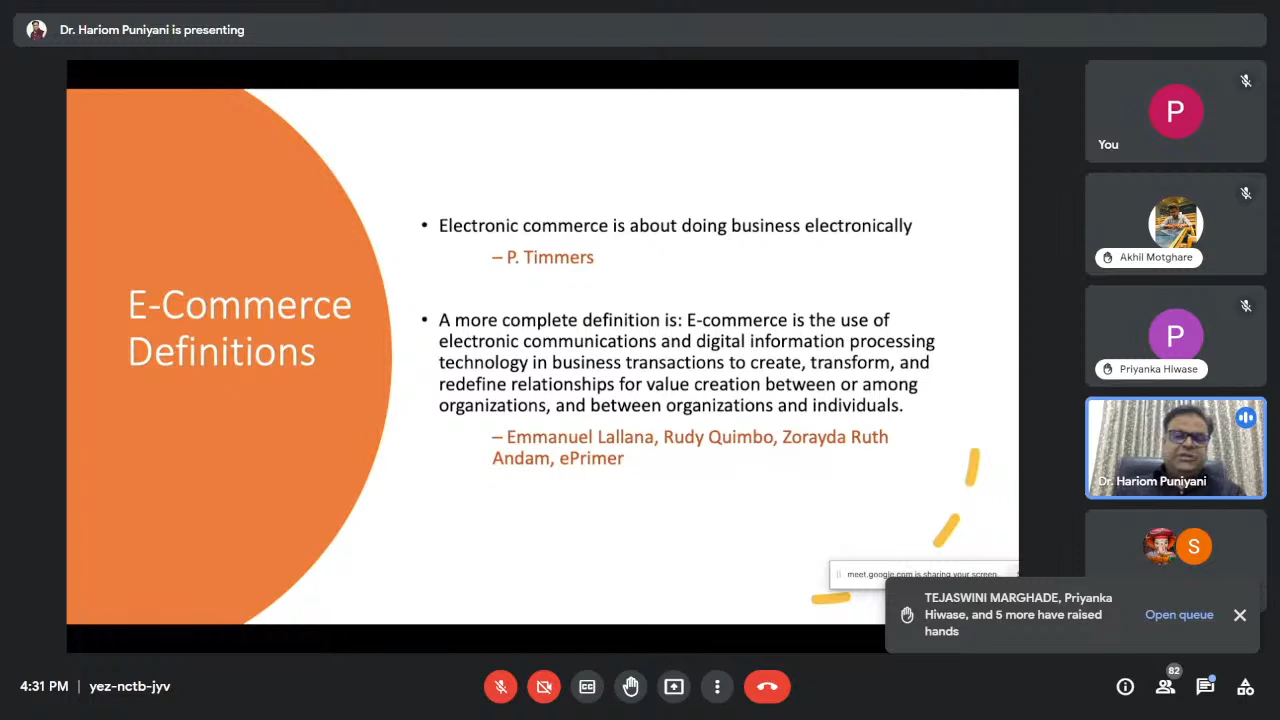 Dr. Hariom Puniyani is presenting
E-Commerce
Definitions
• Electronic commerce is about doing business electronically
– P. Timmers
• A more complete definition is: E-commerce is the use of
electronic communications and digital information processing
technology in business transactions to create, transform, and
redefine relationships for value creation between or among
organizations, and between organizations and individuals.
– Emmanuel Lallana, Rudy Quimbo, Zorayda Ruth
Andam, ePrimer
meet.google.com is sharing your screen.
P
You
Akhil Motghare
P
Priyanka Hiwase
Dr. Hariom Puniyani
S
TEJASWINI MARGHADE, Priyanka
Hiwase, and 5 more have raised
hands
Open queue
4:31 PM | yez-nctb-jyv
82